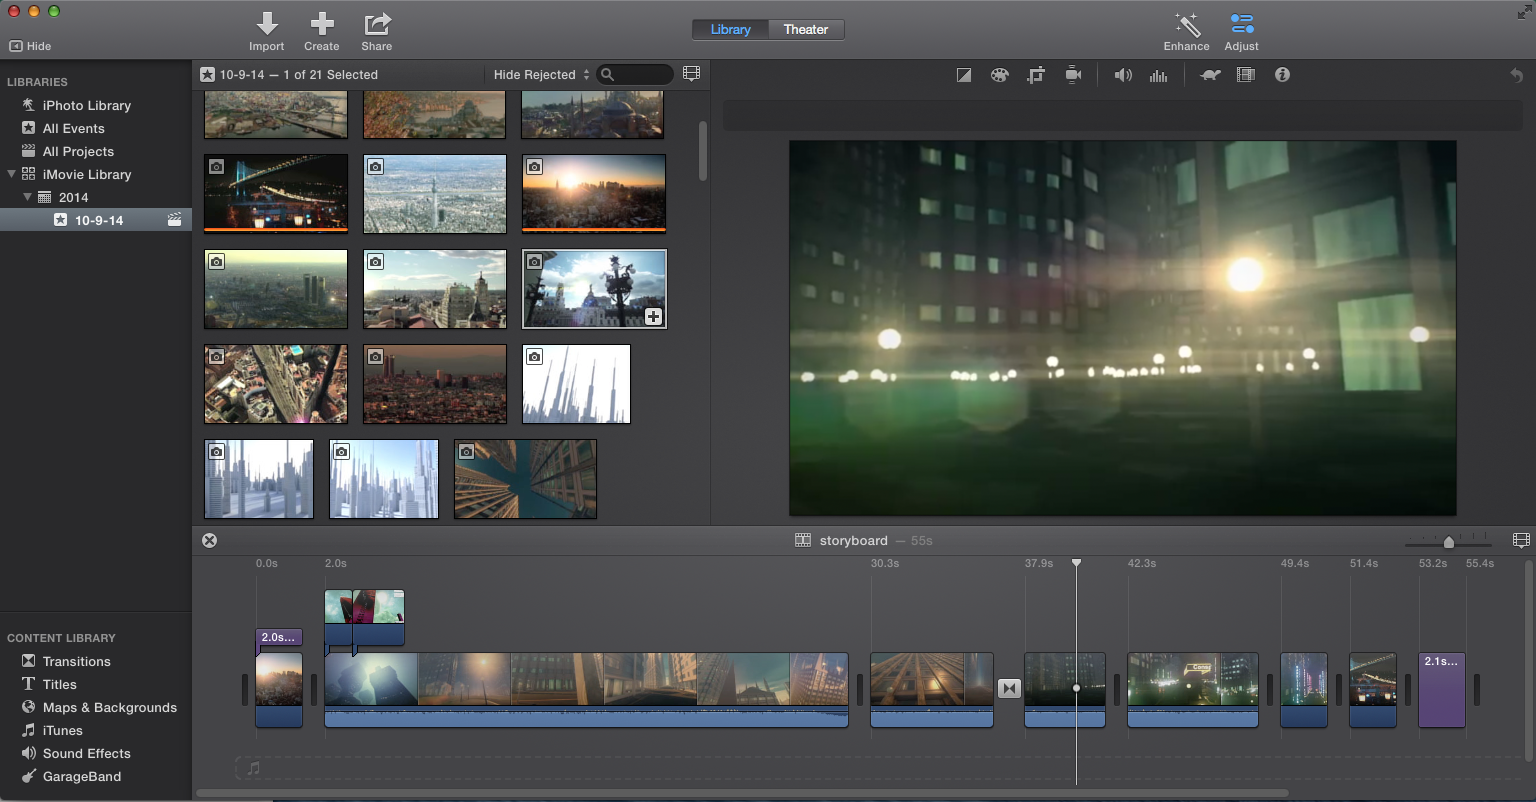 Hide
Import
Create
Share
Library
Theater
Enhance
Adjust
LIBRARIES
iPhoto Library
All Events
All Projects
iMovie Library
2014
10-9-14
10-9-14 — 1 of 21 Selected
Hide Rejected
CONTENT LIBRARY
Transitions
Titles
Maps & Backgrounds
iTunes
Sound Effects
GarageBand
storyboard — 55s
0.0s 2.0s 30.3s 37.9s 42.3s 49.4s 51.4s 53.2s 55.4s
2.0s…
2.1s…